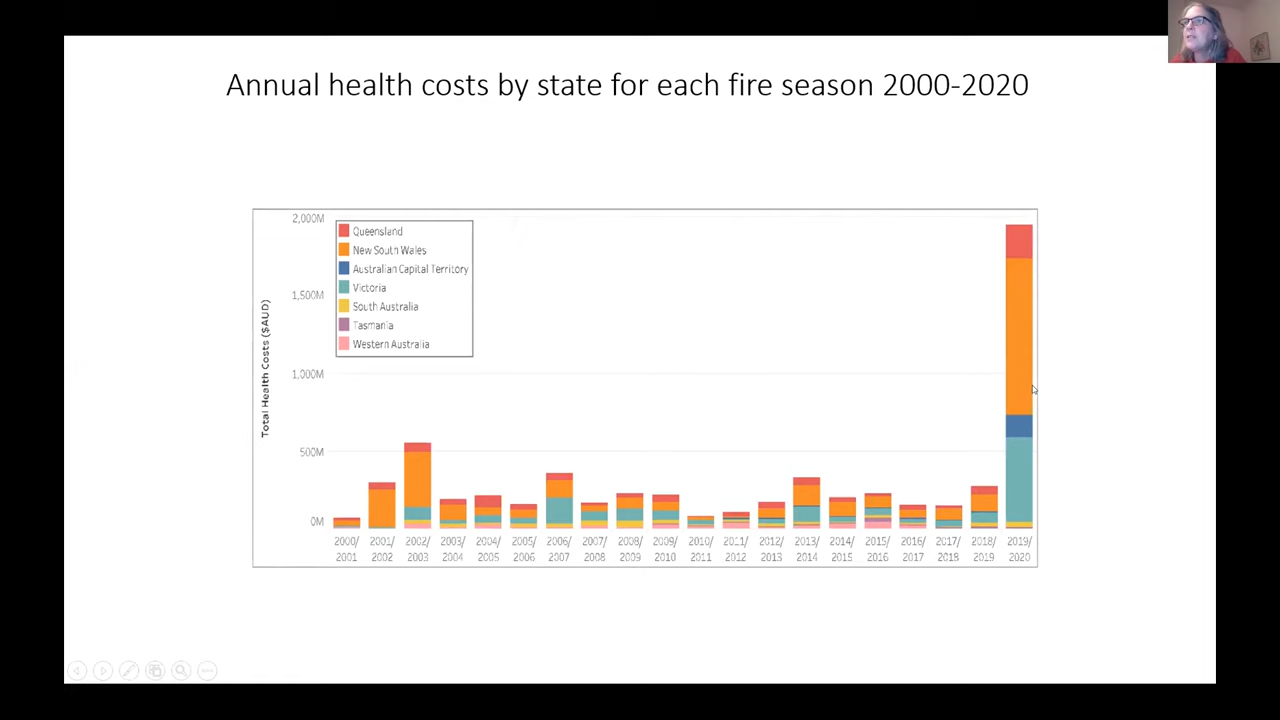 Annual health costs by state for each fire season 2000-2020
2,000M
1,500M
1,000M
500M
0M
Total Health Costs ($AUD)
Queensland
New South Wales
Australian Capital Territory
Victoria
South Australia
Tasmania
Western Australia
2000/ 2001/ 2002/ 2003/ 2004/ 2005/ 2006/ 2007/ 2008/ 2009/ 2010/ 2011/ 2012/ 2013/ 2014/ 2015/ 2016/ 2017/ 2018/ 2019/
2001 2002 2003 2004 2005 2006 2007 2008 2009 2010 2011 2012 2013 2014 2015 2016 2017 2018 2019 2020